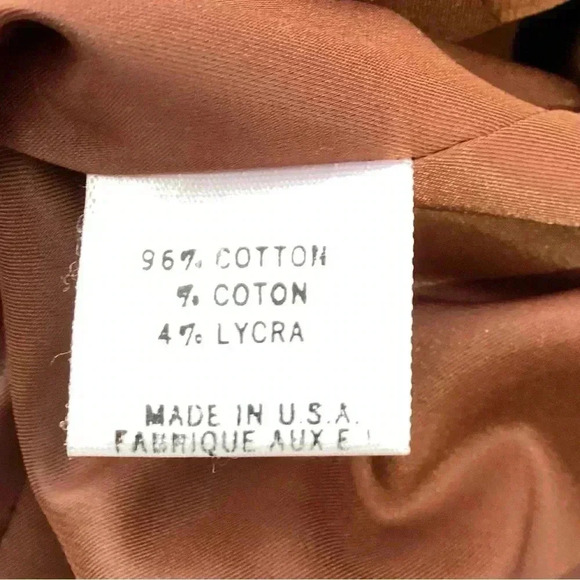 96% COTTON
% COTON
4% LYCRA
MADE IN U.S.A.
FABRIQUE AUX E